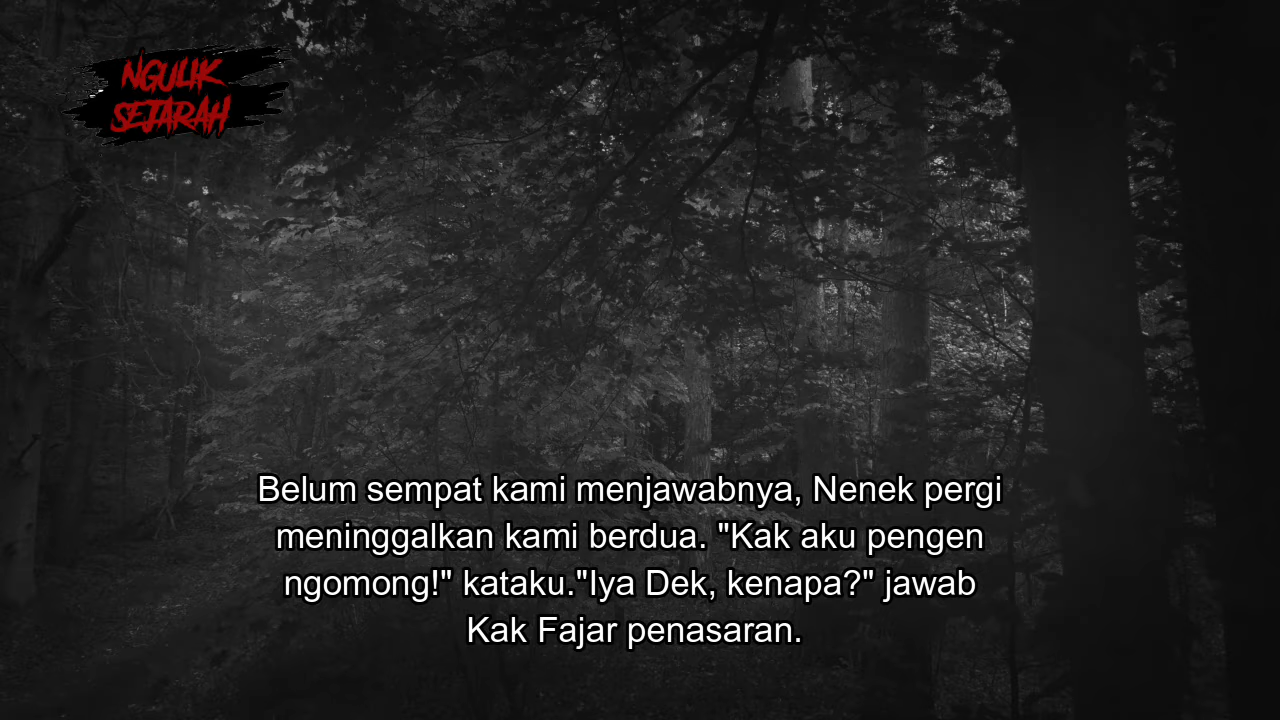 NGULIK
SEJARAH
Belum sempat kami menjawabnya, Nenek pergi
meninggalkan kami berdua. "Kak aku pengen
ngomong!" kataku."Iya Dek, kenapa?" jawab
Kak Fajar penasaran.